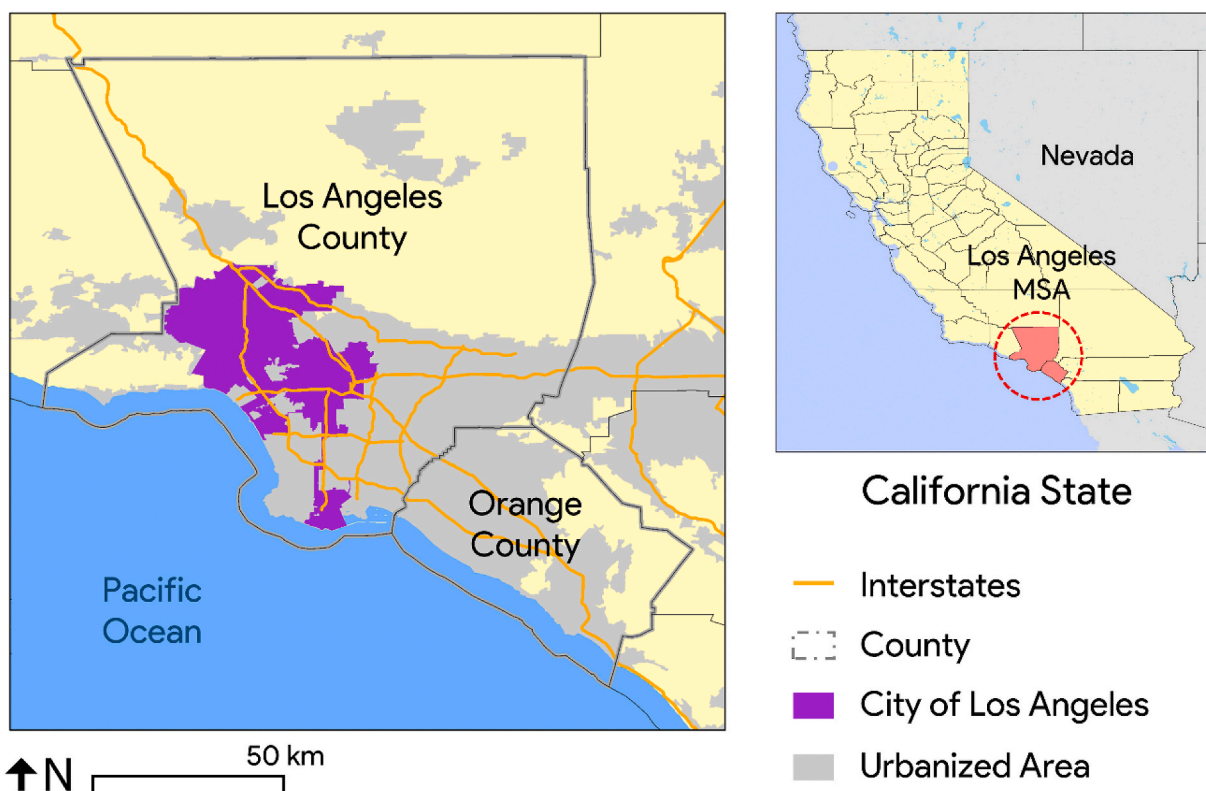 Los Angeles
County
Orange
County
Pacific
Ocean
N
50 km
Nevada
Los Angeles
MSA
California State
Interstates
County
City of Los Angeles
Urbanized Area